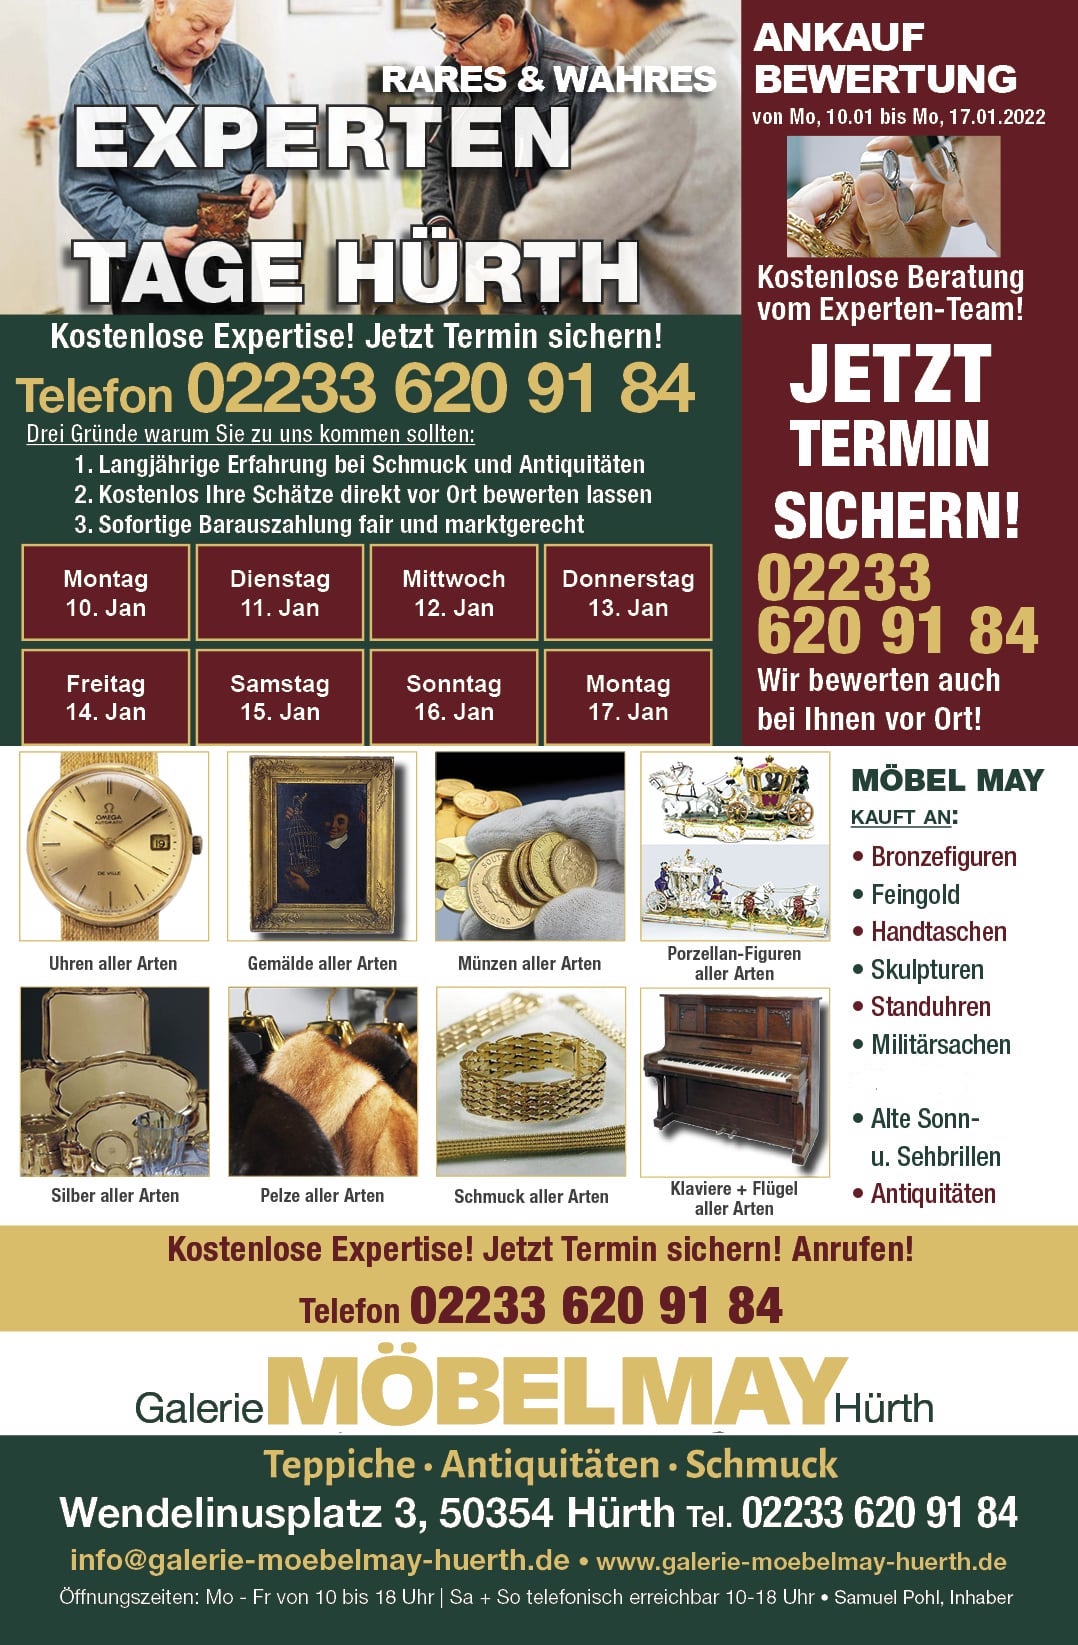 RARES & WAHRES
EXPERTEN
TAGE HÜRTH
Kostenlose Expertise! Jetzt Termin sichern!
Telefon 02233 620 91 84
Drei Gründe warum Sie zu uns kommen sollten:
1. Langjährige Erfahrung bei Schmuck und Antiquitäten
2. Kostenlos Ihre Schätze direkt vor Ort bewerten lassen
3. Sofortige Barauszahlung fair und marktgerecht
Montag
10. Jan
Dienstag
11. Jan
Mittwoch
12. Jan
Donnerstag
13. Jan
Freitag
14. Jan
Samstag
15. Jan
Sonntag
16. Jan
Montag
17. Jan
ANKAUF
BEWERTUNG
von Mo, 10.01 bis Mo, 17.01.2022
Kostenlose Beratung
vom Experten-Team!
JETZT
TERMIN
SICHERN!
02233
620 91 84
Wir bewerten auch
bei Ihnen vor Ort!
OMEGA
AUTOMATIC
DE VILLE
19
Uhren aller Arten
Gemälde aller Arten
SOUTH
Münzen aller Arten
Porzellan-Figuren
aller Arten
Silber aller Arten
Pelze aller Arten
Schmuck aller Arten
Klaviere + Flügel
aller Arten
MÖBEL MAY
KAUFT AN:
• Bronzefiguren
• Feingold
• Handtaschen
• Skulpturen
• Standuhren
• Militärsachen
• Alte Sonn-
u. Sehbrillen
• Antiquitäten
Kostenlose Expertise! Jetzt Termin sichern! Anrufen!
Telefon 02233 620 91 84
Galerie MÖBELMAY Hürth
Teppiche • Antiquitäten • Schmuck
Wendelinusplatz 3, 50354 Hürth Tel. 02233 620 91 84
info@galerie-moebelmay-huerth.de • www.galerie-moebelmay-huerth.de
Öffnungszeiten: Mo - Fr von 10 bis 18 Uhr | Sa + So telefonisch erreichbar 10-18 Uhr • Samuel Pohl, Inhaber